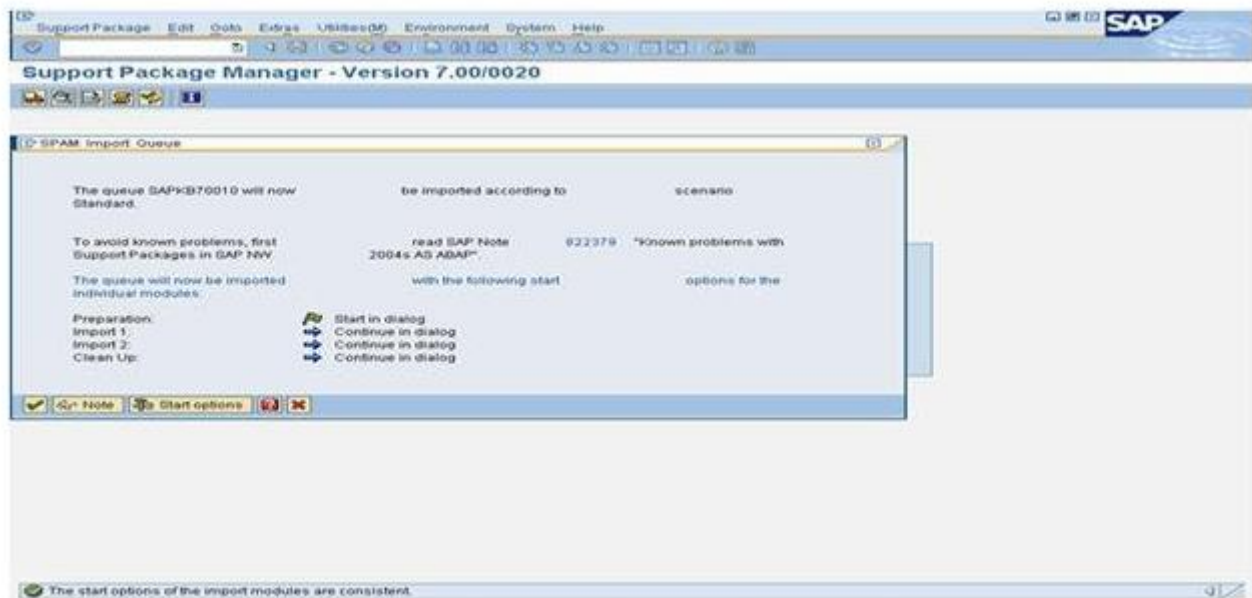 Support Package Edit Goto Extras Utilities(M) Environment System Help
SAP
Support Package Manager - Version 7.00/0020
SPAM: Import Queue
The queue SAPKB70010 will now be imported according to scenario
Standard.
To avoid known problems, first read SAP Note 822379 "Known problems with
Support Packages in SAP NW 2004s AS ABAP".
The queue will now be imported with the following start options for the
individual modules:
Preparation: Start in dialog
Import 1: Continue in dialog
Import 2: Continue in dialog
Clean Up: Continue in dialog
Note Start options
The start options of the import modules are consistent.